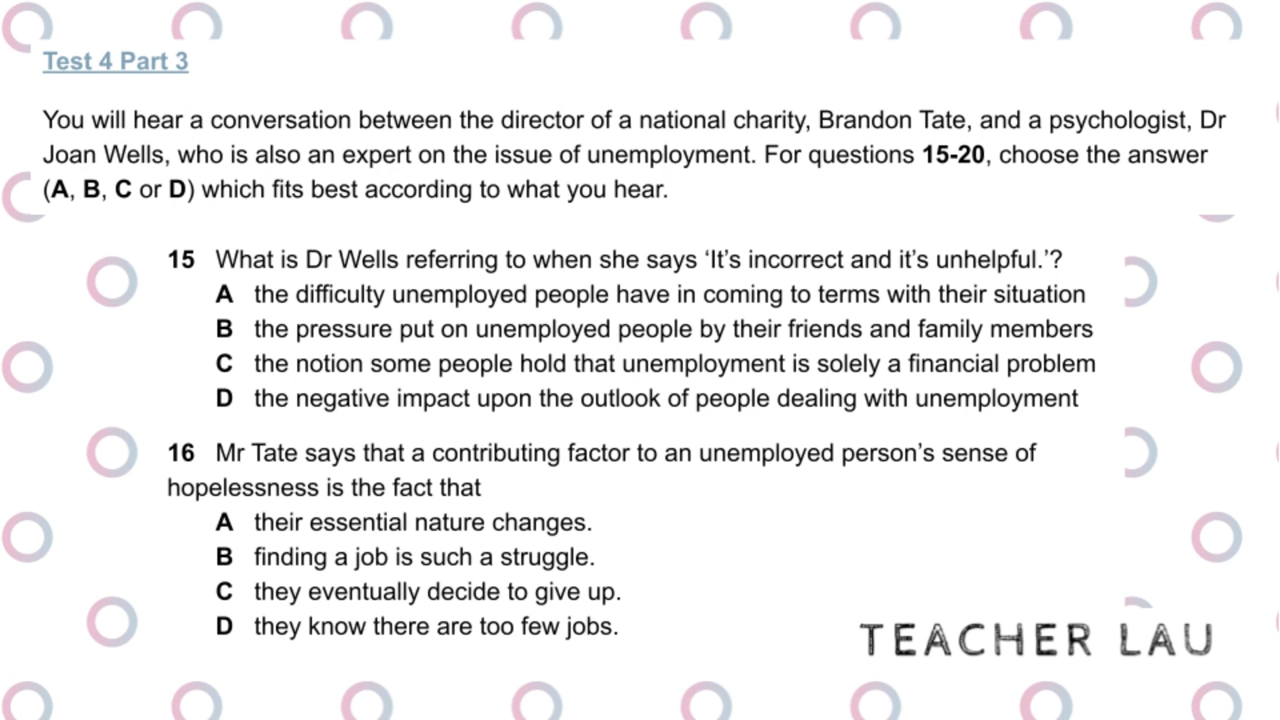 Test 4 Part 3
You will hear a conversation between the director of a national charity, Brandon Tate, and a psychologist, Dr
Joan Wells, who is also an expert on the issue of unemployment. For questions 15-20, choose the answer
(A, B, C or D) which fits best according to what you hear.
15 What is Dr Wells referring to when she says ‘It’s incorrect and it’s unhelpful.’?
A the difficulty unemployed people have in coming to terms with their situation
B the pressure put on unemployed people by their friends and family members
C the notion some people hold that unemployment is solely a financial problem
D the negative impact upon the outlook of people dealing with unemployment
16 Mr Tate says that a contributing factor to an unemployed person’s sense of
hopelessness is the fact that
A their essential nature changes.
B finding a job is such a struggle.
C they eventually decide to give up.
D they know there are too few jobs.
TEACHER LAU